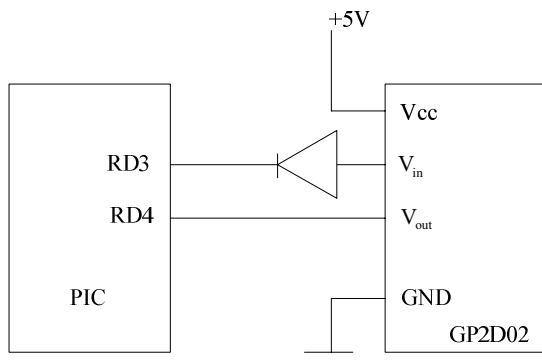 +5V
Vcc
RD3
Vin
RD4
Vout
PIC
GND
GP2D02